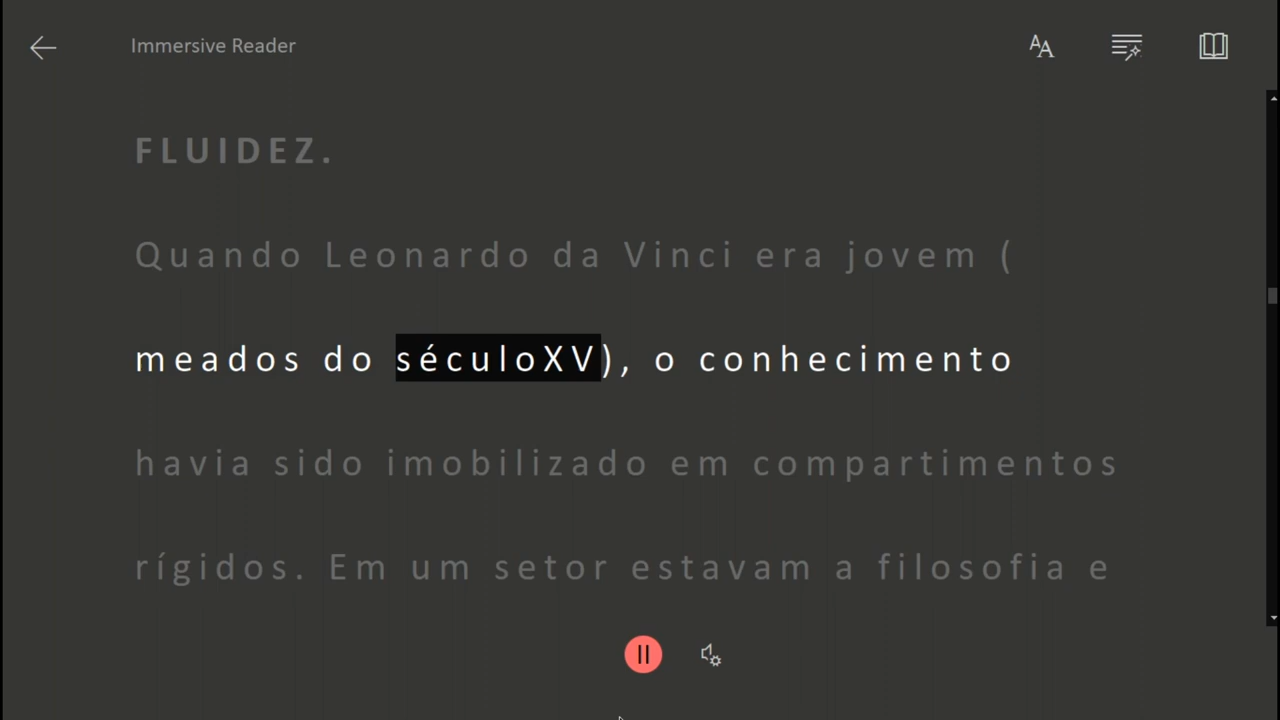 Immersive Reader
FLUIDEZ.
Quando Leonardo da Vinci era jovem (
meados do séculoXV), o conhecimento
havia sido imobilizado em compartimentos
rígidos. Em um setor estavam a filosofia e